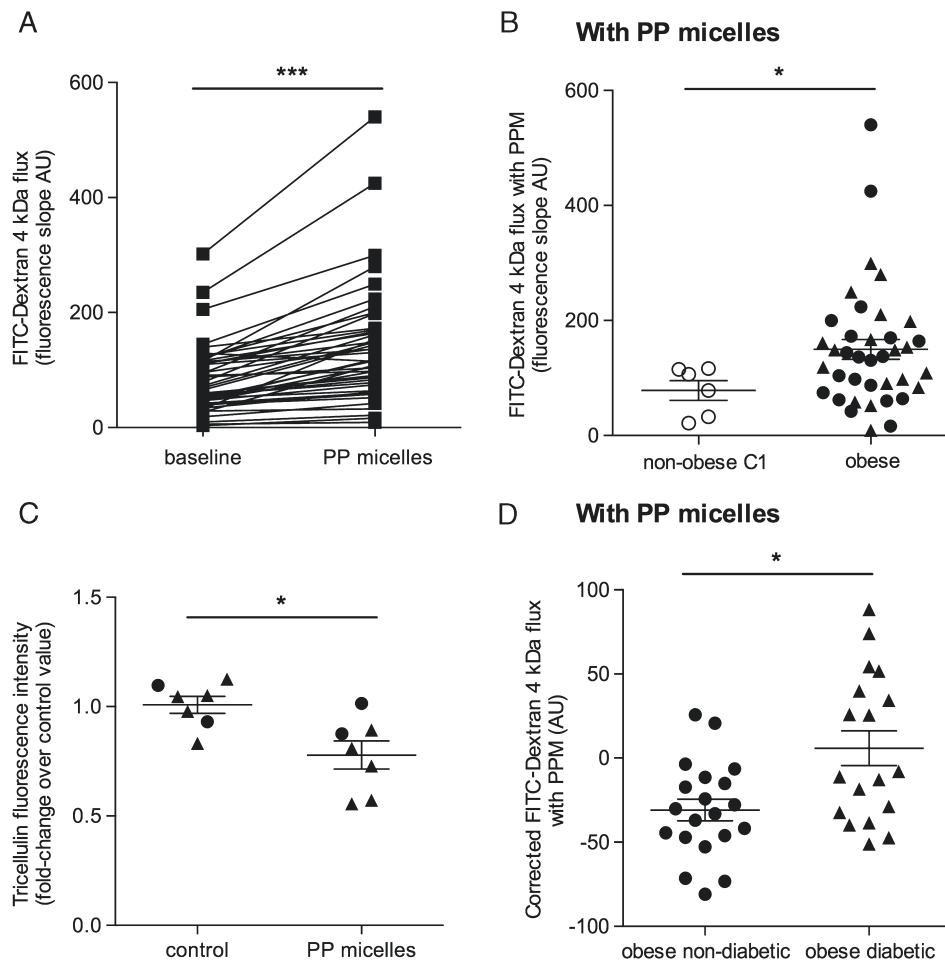 A
***
600
400
200
0
FITC-Dextran 4 kDa flux
(fluorescence slope AU)
baseline
PP micelles
B
With PP micelles
*
600
400
200
0
FITC-Dextran 4 kDa flux with PPM
(fluorescence slope AU)
non-obese C1
obese
C
*
1.5
1.0
0.5
0.0
Tricellulin fluorescence intensity
(fold-change over control value)
control
PP micelles
D
With PP micelles
*
100
50
0
-50
-100
Corrected FITC-Dextran 4 kDa flux
with PPM (AU)
obese non-diabetic
obese diabetic